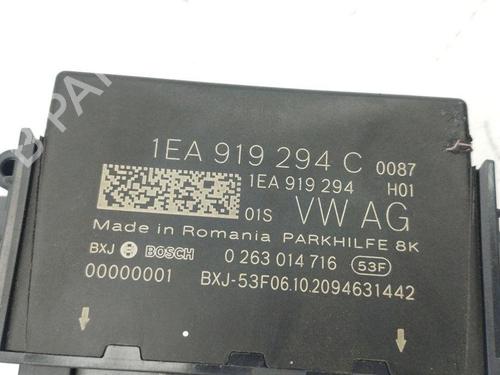 1EA 919 294 C 0087
1EA 919 294 H01
01S VW AG
Made in Romania PARKHILFE 8K
BXJ BOSCH 0 263 014 716 53F
00000001 BXJ-53F06.10.2094631442